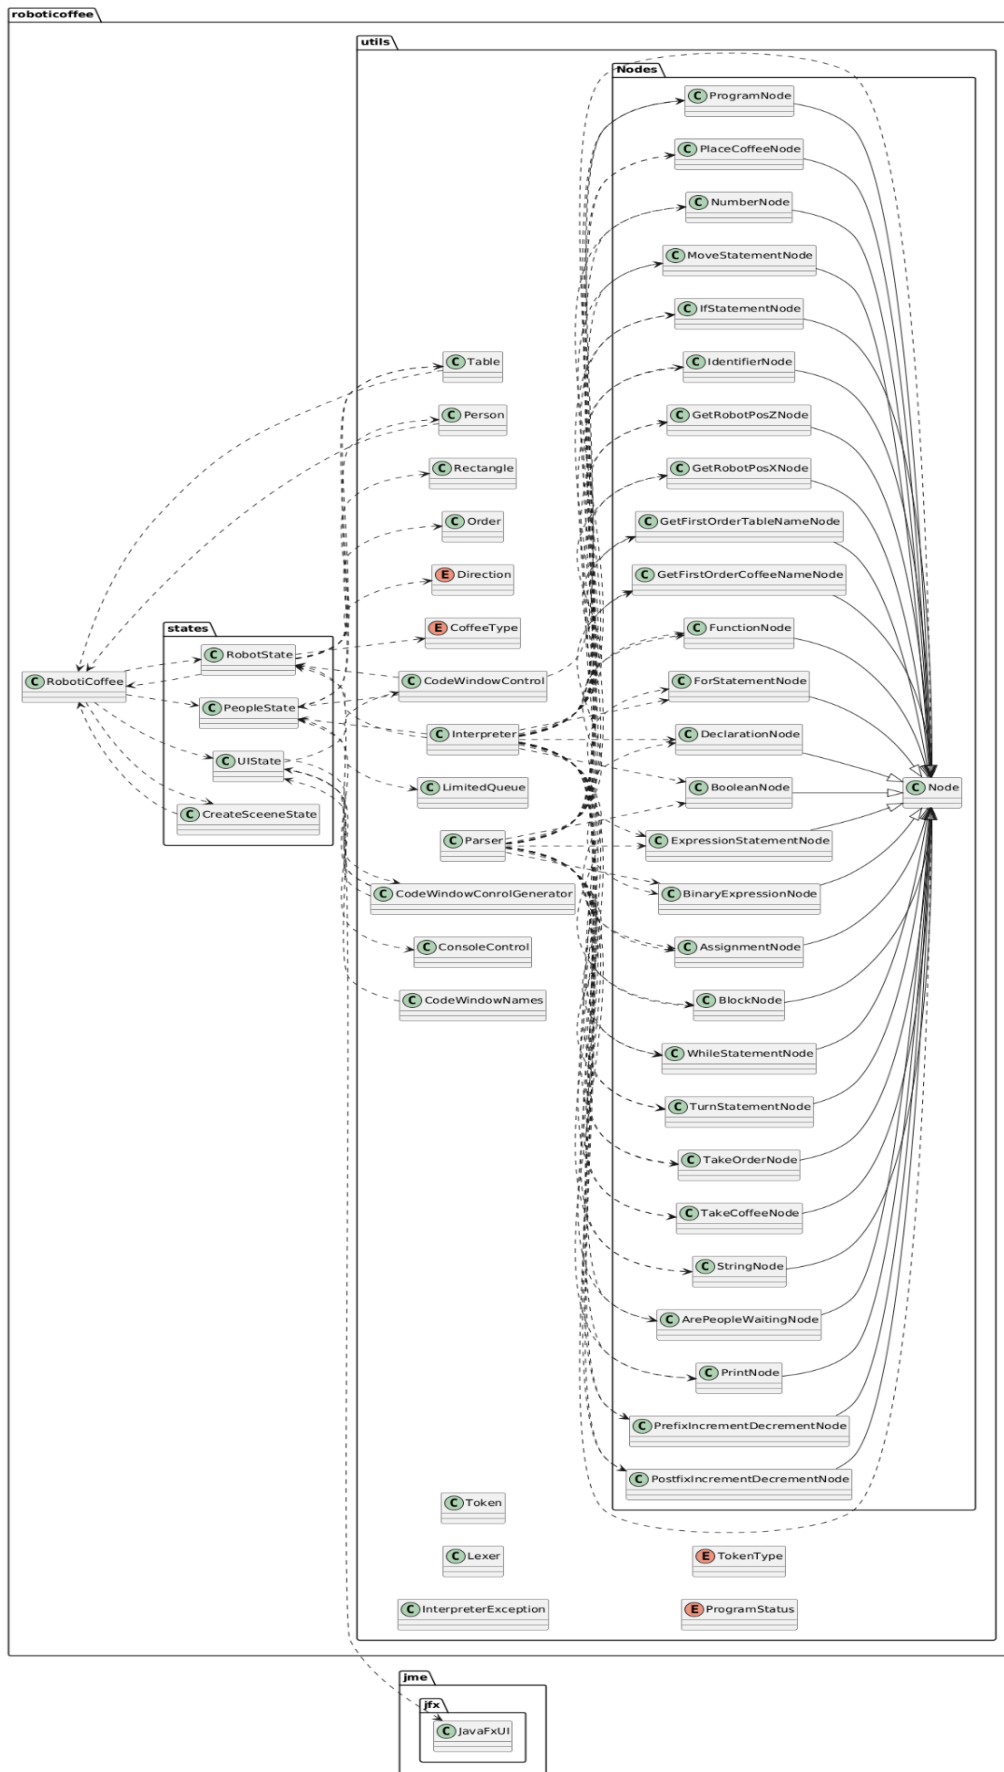 roboticoffee
utils
Nodes
C ProgramNode
C PlaceCoffeeNode
C NumberNode
C MoveStatementNode
C IfStatementNode
C Table
C IdentifierNode
C Person
C GetRobotPosZNode
C Rectangle
C GetRobotPosXNode
C Order
C GetFirstOrderTableNameNode
E Direction
C GetFirstOrderCoffeeNameNode
states
E CoffeeType
C FunctionNode
C RobotState
C RobotiCoffee
C CodeWindowControl
C ForStatementNode
C PeopleState
C Interpreter
C DeclarationNode
C UIState
C LimitedQueue
C BooleanNode
C Node
C CreateSceeneState
C Parser
C ExpressionStatementNode
C CodeWindowConrolGenerator
C BinaryExpressionNode
C ConsoleControl
C AssignmentNode
C CodeWindowNames
C BlockNode
C WhileStatementNode
C TurnStatementNode
C TakeOrderNode
C TakeCoffeeNode
C StringNode
C ArePeopleWaitingNode
C PrintNode
C PrefixIncrementDecrementNode
C PostfixIncrementDecrementNode
C Token
C Lexer
E TokenType
C InterpreterException
E ProgramStatus
jme
jfx
C JavaFxUI